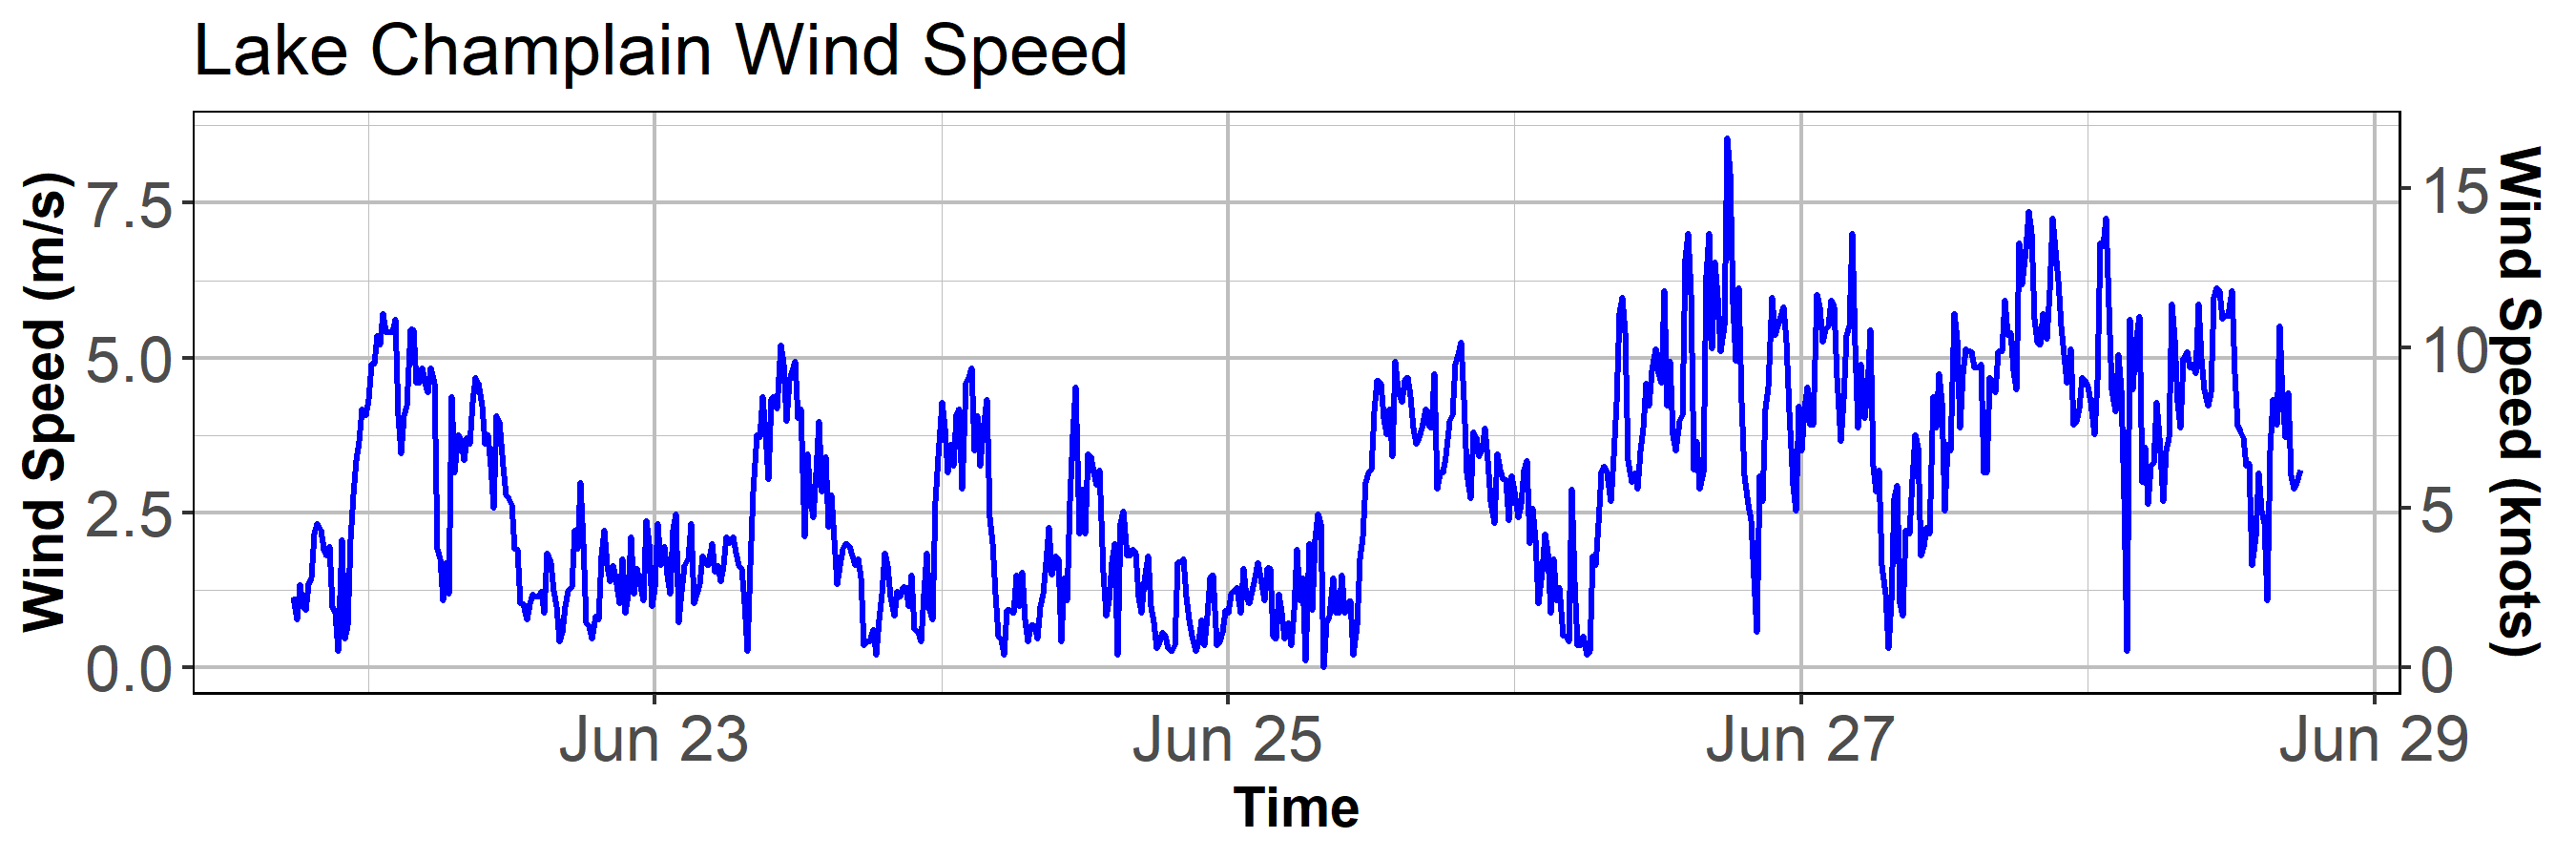 Lake Champlain Wind Speed
Wind Speed (m/s)
7.5
5.0
2.5
0.0
15
10
5
0
Wind Speed (knots)
Jun 23
Jun 25
Jun 27
Jun 29
Time